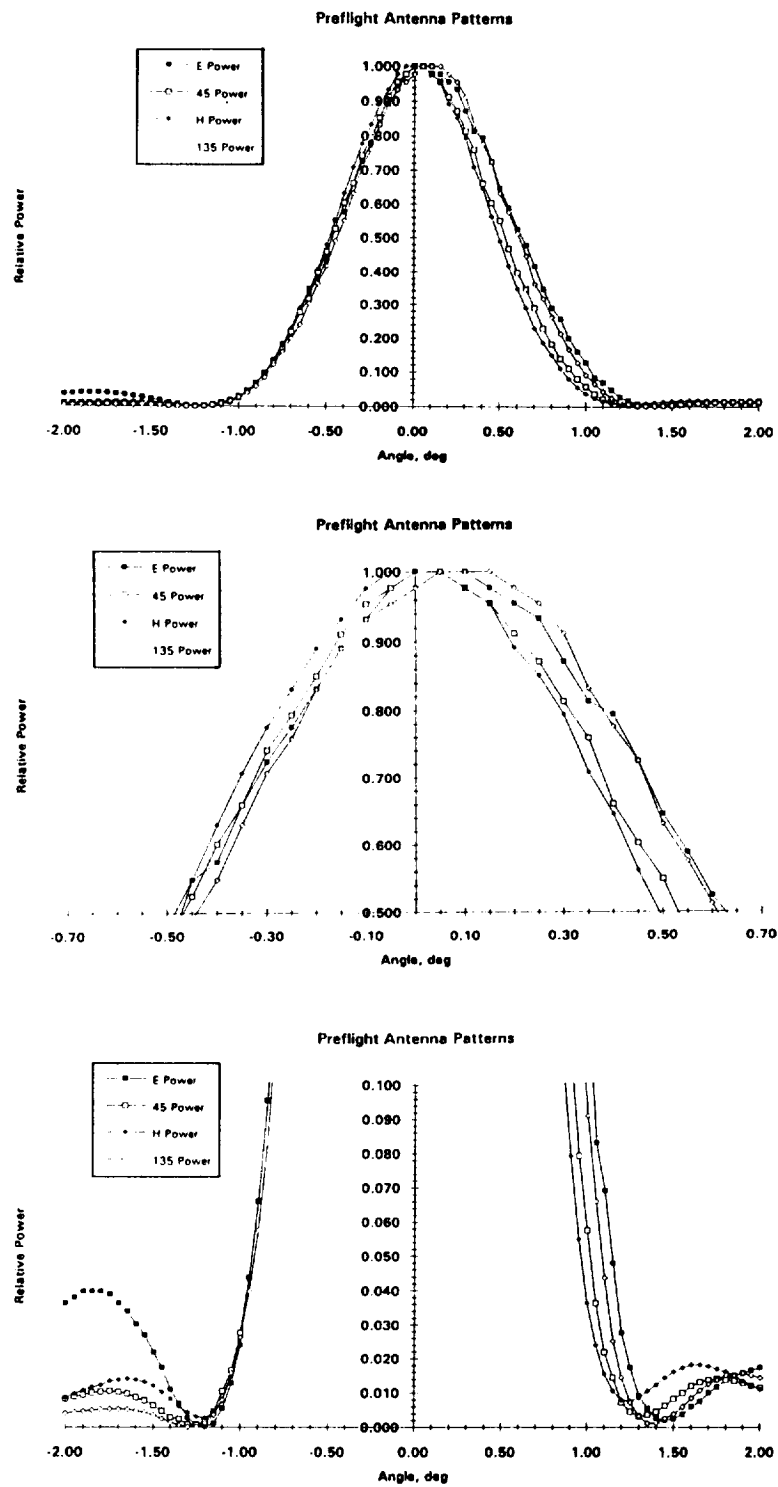 Preflight Antenna Patterns
E Power
45 Power
H Power
135 Power
Relative Power
1.000
0.900
0.800
0.700
0.600
0.500
0.400
0.300
0.200
0.100
0.000
-2.00 -1.50 -1.00 -0.50 0.00 0.50 1.00 1.50 2.00
Angle, deg
Preflight Antenna Patterns
E Power
45 Power
H Power
135 Power
Relative Power
1.000
0.900
0.800
0.700
0.600
0.500
-0.70 -0.50 -0.30 -0.10 0.10 0.30 0.50 0.70
Angle, deg
Preflight Antenna Patterns
E Power
45 Power
H Power
135 Power
Relative Power
0.100
0.090
0.080
0.070
0.060
0.050
0.040
0.030
0.020
0.010
0.000
-2.00 -1.50 -1.00 -0.50 0.00 0.50 1.00 1.50 2.00
Angle, deg